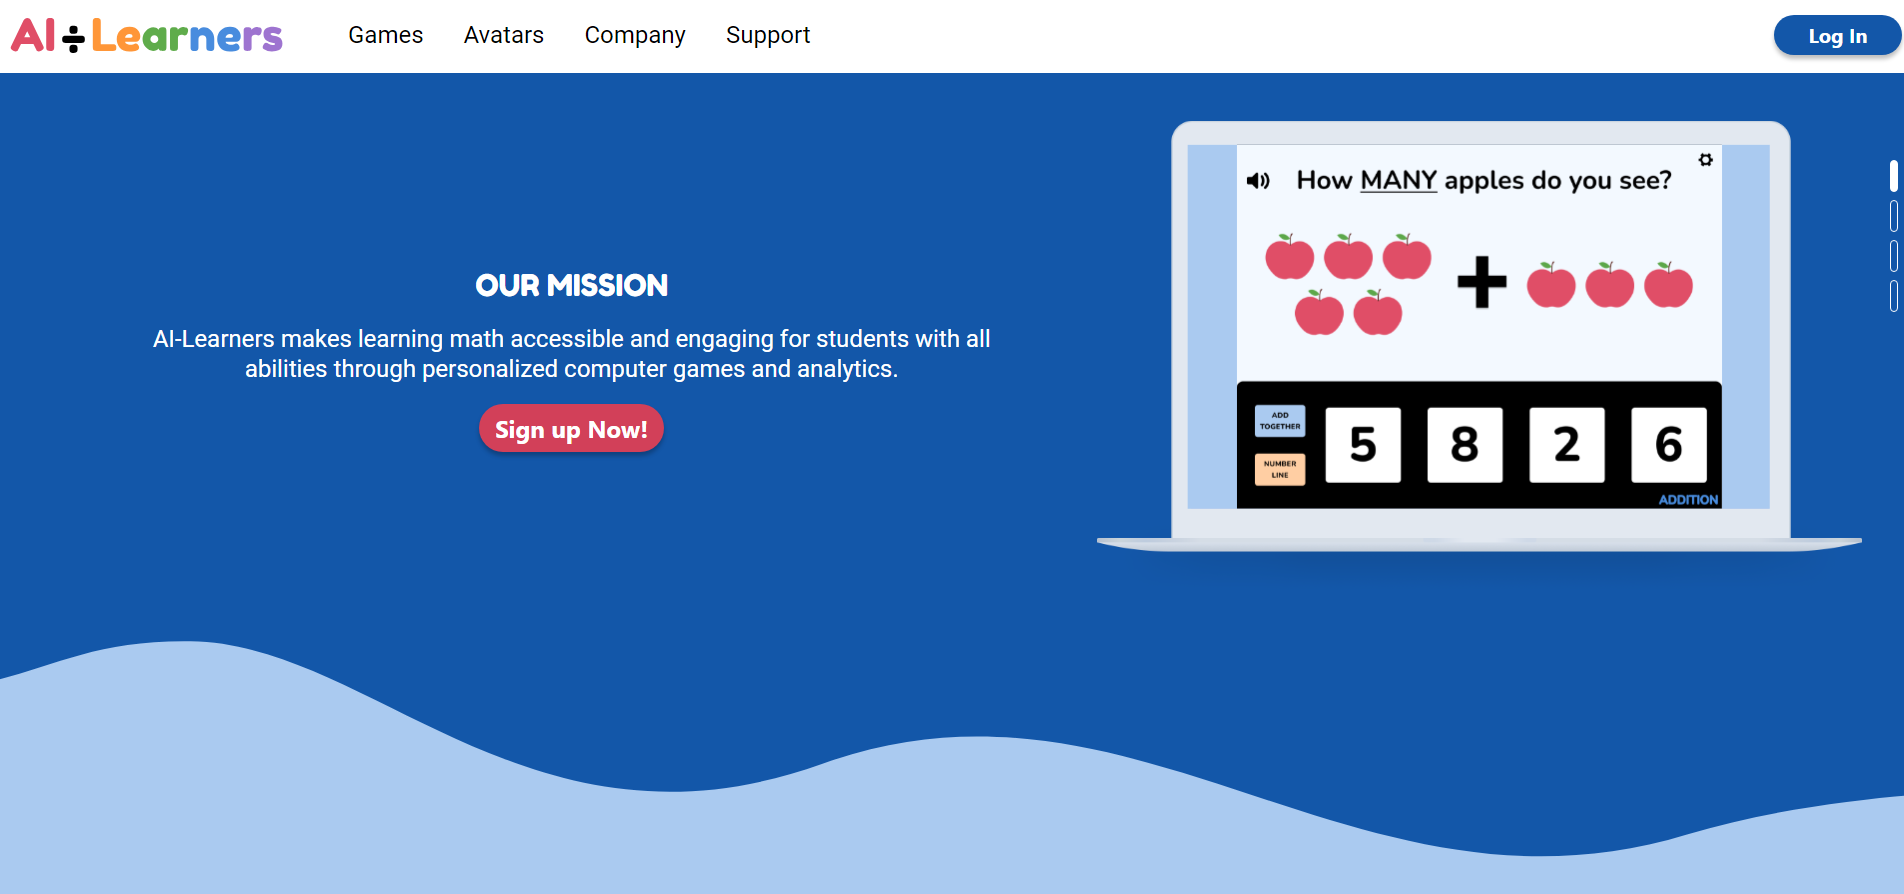 AI÷Learners
Games
Avatars
Company
Support
Log In
OUR MISSION
AI-Learners makes learning math accessible and engaging for students with all
abilities through personalized computer games and analytics.
Sign up Now!
How MANY apples do you see?
+
ADD
TOGETHER
NUMBER
LINE
5
8
2
6
ADDITION